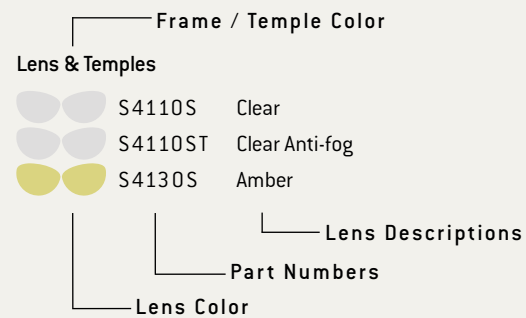 Frame / Temple Color
Lens & Temples
S4110S Clear
S4110ST Clear Anti-fog
S4130S Amber
Lens Descriptions
Part Numbers
Lens Color